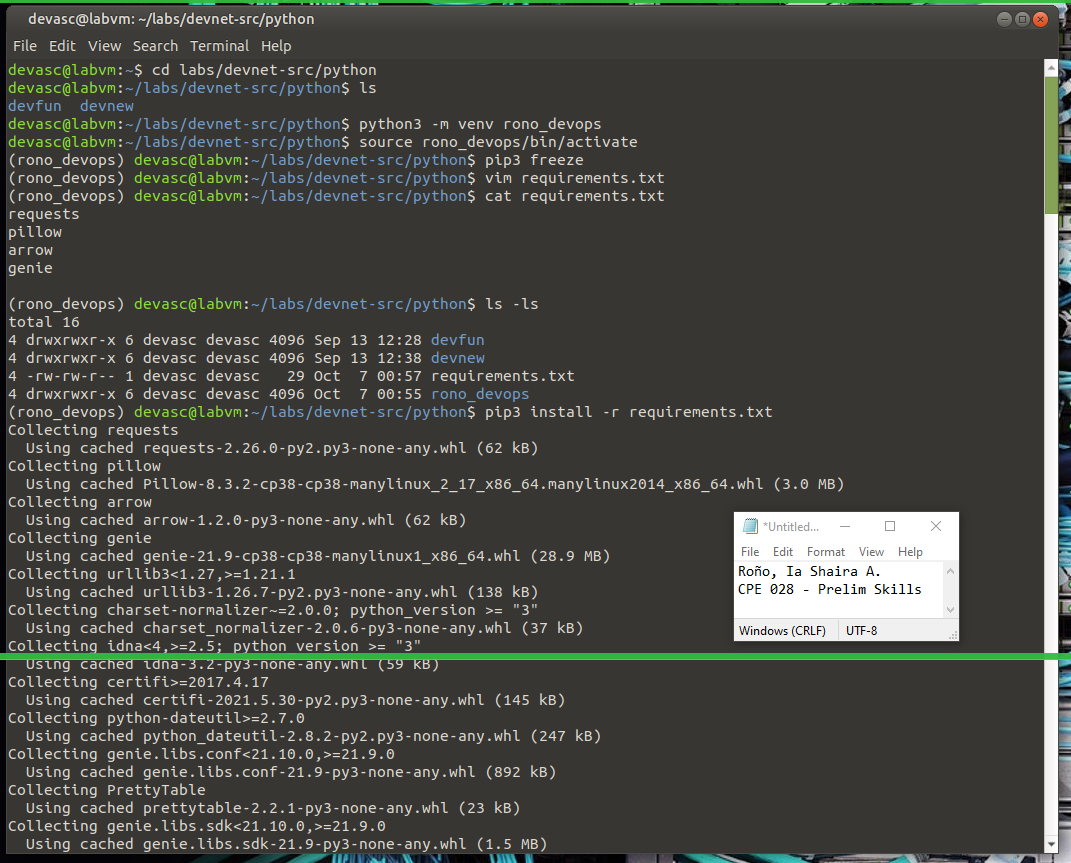 devasc@labvm: ~/labs/devnet-src/python
File Edit View Search Terminal Help
devasc@labvm:~$ cd labs/devnet-src/python
devasc@labvm:~/labs/devnet-src/python$ ls
devfun  devnew
devasc@labvm:~/labs/devnet-src/python$ python3 -m venv rono_devops
devasc@labvm:~/labs/devnet-src/python$ source rono_devops/bin/activate
(rono_devops) devasc@labvm:~/labs/devnet-src/python$ pip3 freeze
(rono_devops) devasc@labvm:~/labs/devnet-src/python$ vim requirements.txt
(rono_devops) devasc@labvm:~/labs/devnet-src/python$ cat requirements.txt
requests
pillow
arrow
genie
(rono_devops) devasc@labvm:~/labs/devnet-src/python$ ls -ls
total 16
4 drwxrwxr-x 6 devasc devasc 4096 Sep 13 12:28 devfun
4 drwxrwxr-x 6 devasc devasc 4096 Sep 13 12:38 devnew
4 -rw-rw-r-- 1 devasc devasc   29 Oct  7 00:57 requirements.txt
4 drwxrwxr-x 6 devasc devasc 4096 Oct  7 00:55 rono_devops
(rono_devops) devasc@labvm:~/labs/devnet-src/python$ pip3 install -r requirements.txt
Collecting requests
  Using cached requests-2.26.0-py2.py3-none-any.whl (62 kB)
Collecting pillow
  Using cached Pillow-8.3.2-cp38-cp38-manylinux_2_17_x86_64.manylinux2014_x86_64.whl (3.0 MB)
Collecting arrow
  Using cached arrow-1.2.0-py3-none-any.whl (62 kB)
Collecting genie
  Using cached genie-21.9-cp38-cp38-manylinux1_x86_64.whl (28.9 MB)
Collecting urllib3<1.27,>=1.21.1
  Using cached urllib3-1.26.7-py2.py3-none-any.whl (138 kB)
Collecting charset-normalizer~=2.0.0; python_version >= "3"
  Using cached charset_normalizer-2.0.6-py3-none-any.whl (37 kB)
Collecting idna<4,>=2.5; python_version >= "3"
  Using cached idna-3.2-py3-none-any.whl (59 kB)
Collecting certifi>=2017.4.17
  Using cached certifi-2021.5.30-py2.py3-none-any.whl (145 kB)
Collecting python-dateutil>=2.7.0
  Using cached python_dateutil-2.8.2-py2.py3-none-any.whl (247 kB)
Collecting genie.libs.conf<21.10.0,>=21.9.0
  Using cached genie.libs.conf-21.9-py3-none-any.whl (892 kB)
Collecting PrettyTable
  Using cached prettytable-2.2.1-py3-none-any.whl (23 kB)
Collecting genie.libs.sdk<21.10.0,>=21.9.0
  Using cached genie.libs.sdk-21.9-py3-none-any.whl (1.5 MB)
*Untitled...
File Edit Format View Help
Roño, Ia Shaira A.
CPE 028 - Prelim Skills
Windows (CRLF) UTF-8